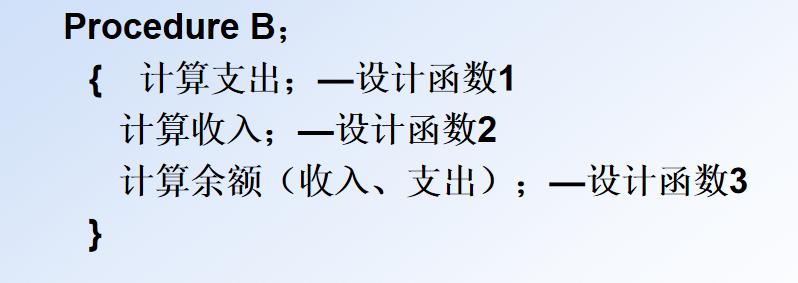 Procedure B；
{ 计算支出；—设计函数1
计算收入；—设计函数2
计算余额（收入、支出）；—设计函数3
}